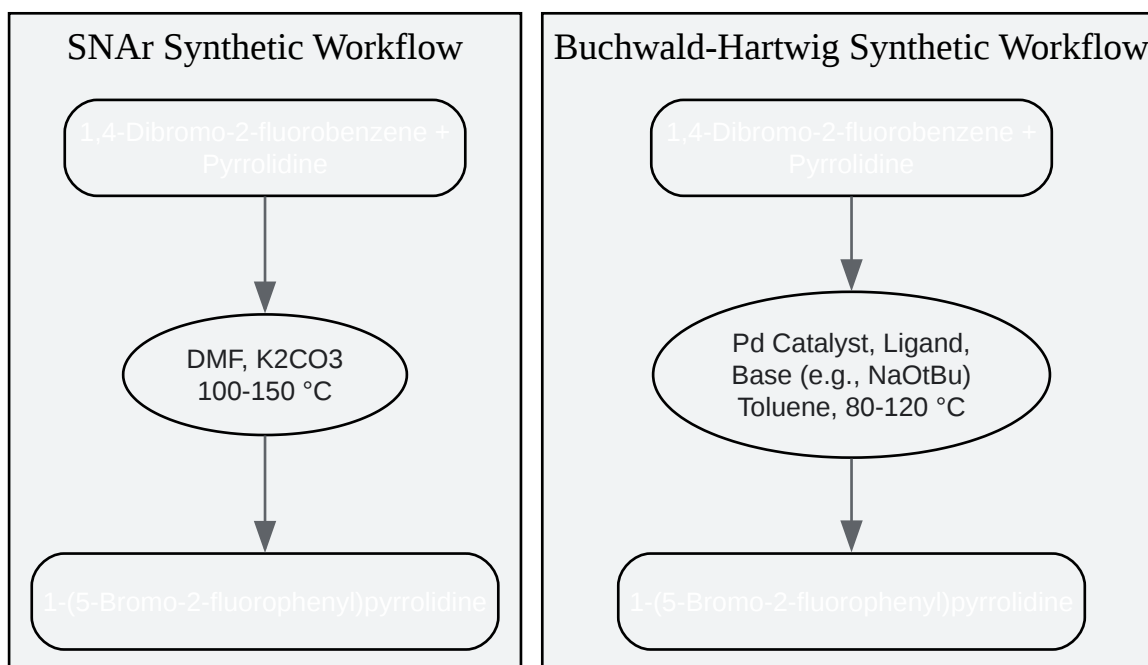 SNAr Synthetic Workflow
1,4-Dibromo-2-fluorobenzene +
Pyrrolidine
DMF, K2CO3
100-150 °C
1-(5-Bromo-2-fluorophenyl)pyrrolidine
Buchwald-Hartwig Synthetic Workflow
1,4-Dibromo-2-fluorobenzene +
Pyrrolidine
Pd Catalyst, Ligand,
Base (e.g., NaOtBu)
Toluene, 80-120 °C
1-(5-Bromo-2-fluorophenyl)pyrrolidine